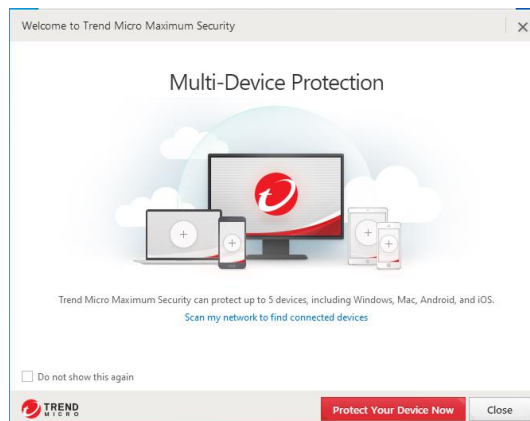 Welcome to Trend Micro Maximum Security
Multi-Device Protection
Trend Micro Maximum Security can protect up to 5 devices, including Windows, Mac, Android, and iOS.
Scan my network to find connected devices
Do not show this again
TREND
MICRO
Protect Your Device Now
Close